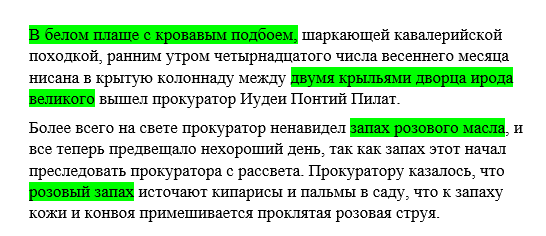 В белом плаще с кровавым подбоем, шаркающей кавалерийской
походкой, ранним утром четырнадцатого числа весеннего месяца
нисана в крытую колоннаду между двумя крыльями дворца ирода
великого вышел прокуратор Иудеи Понтий Пилат.
Более всего на свете прокуратор ненавидел запах розового масла, и
все теперь предвещало нехороший день, так как запах этот начал
преследовать прокуратора с рассвета. Прокуратору казалось, что
розовый запах источают кипарисы и пальмы в саду, что к запаху
кожи и конвоя примешивается проклятая розовая струя.